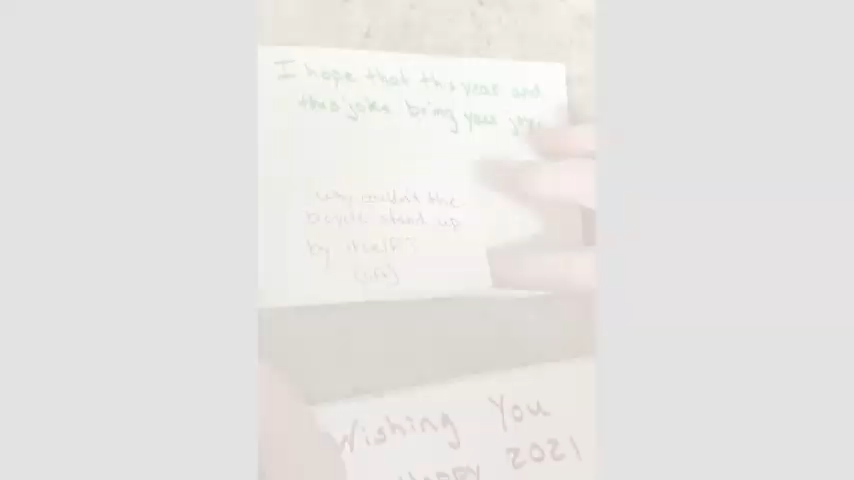 I hope that this year and
this joke bring you joy.
why couldn't the
bicycle stand up
by itself?
Wishing You
Happy 2021